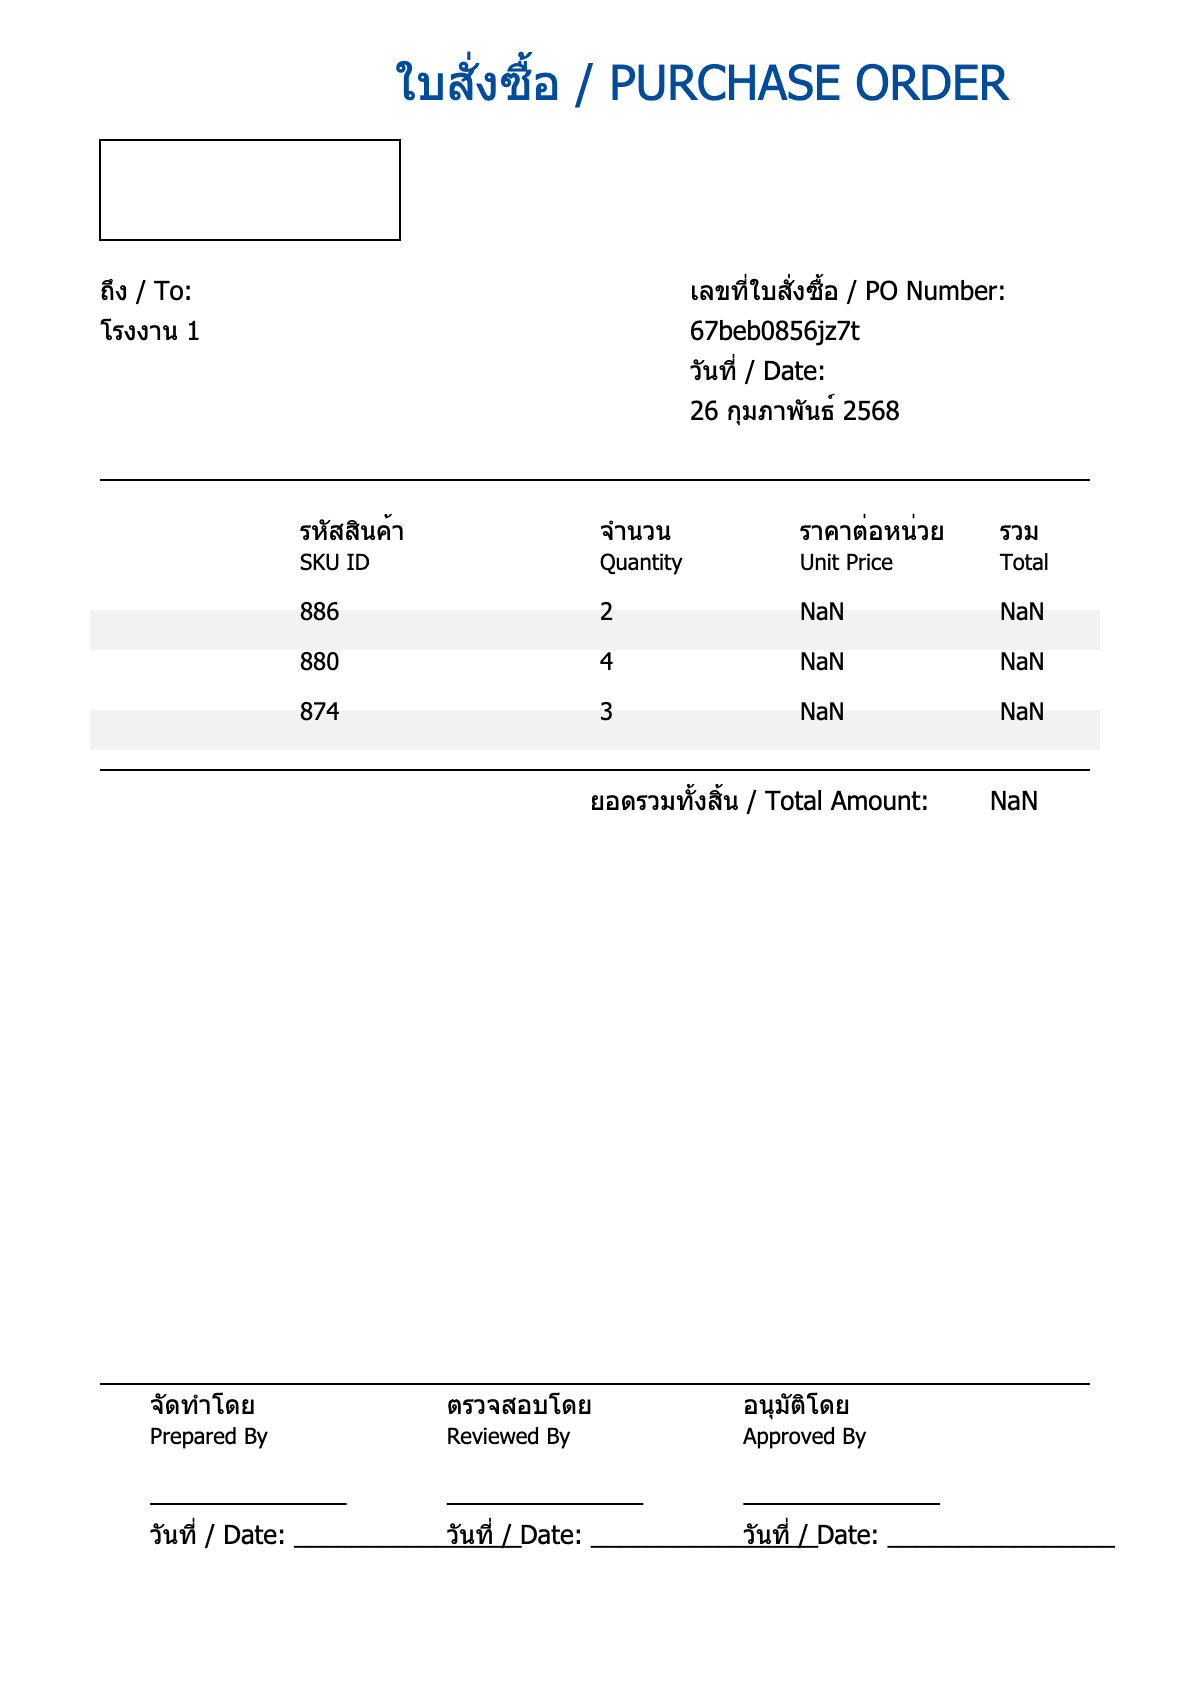 ใบสั่งซื้อ / PURCHASE ORDER
ถึง / To:
โรงงาน 1
เลขที่ใบสั่งซื้อ / PO Number:
67beb0856jz7t
วันที่ / Date:
26 กุมภาพันธ์ 2568
รหัสสินค้า จำนวน ราคาต่อหน่วย รวม
SKU ID Quantity Unit Price Total
886 2 NaN NaN
880 4 NaN NaN
874 3 NaN NaN
ยอดรวมทั้งสิ้น / Total Amount: NaN
จัดทำโดย ตรวจสอบโดย อนุมัติโดย
Prepared By Reviewed By Approved By
วันที่ / Date: ________________ วันที่ / Date: ________________ วันที่ / Date: ________________